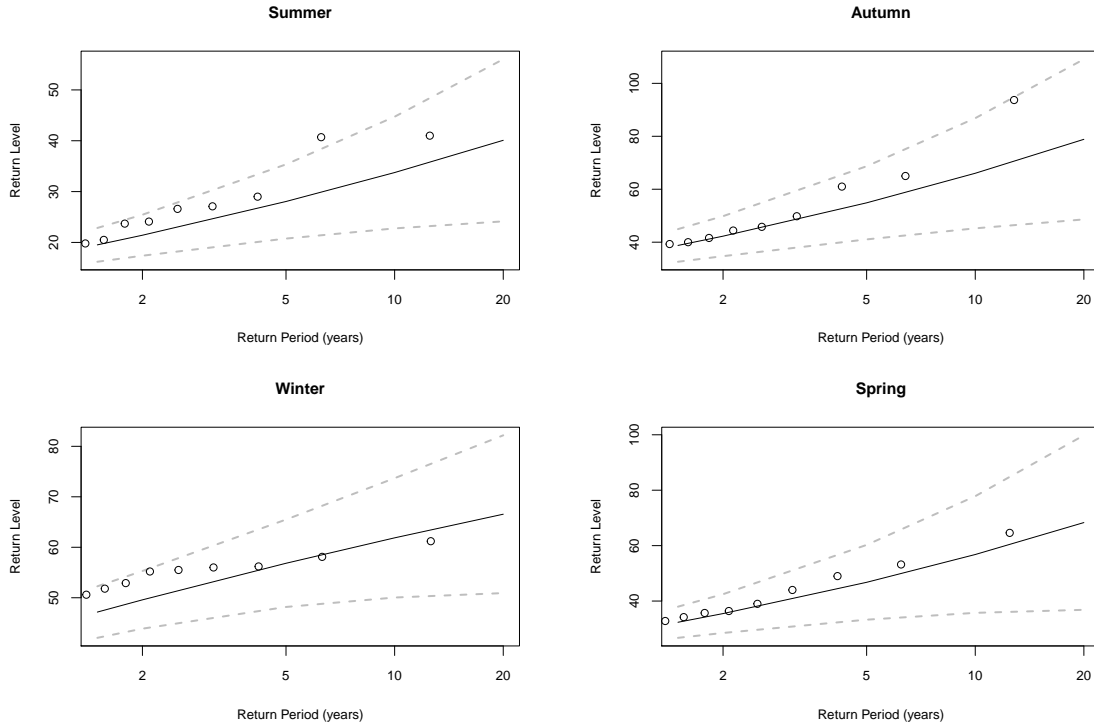 Summer
Return Level
50
40
30
20
2 5 10 20
Return Period (years)
Autumn
Return Level
100
80
60
40
2 5 10 20
Return Period (years)
Winter
Return Level
80
70
60
50
2 5 10 20
Return Period (years)
Spring
Return Level
100
80
60
40
2 5 10 20
Return Period (years)